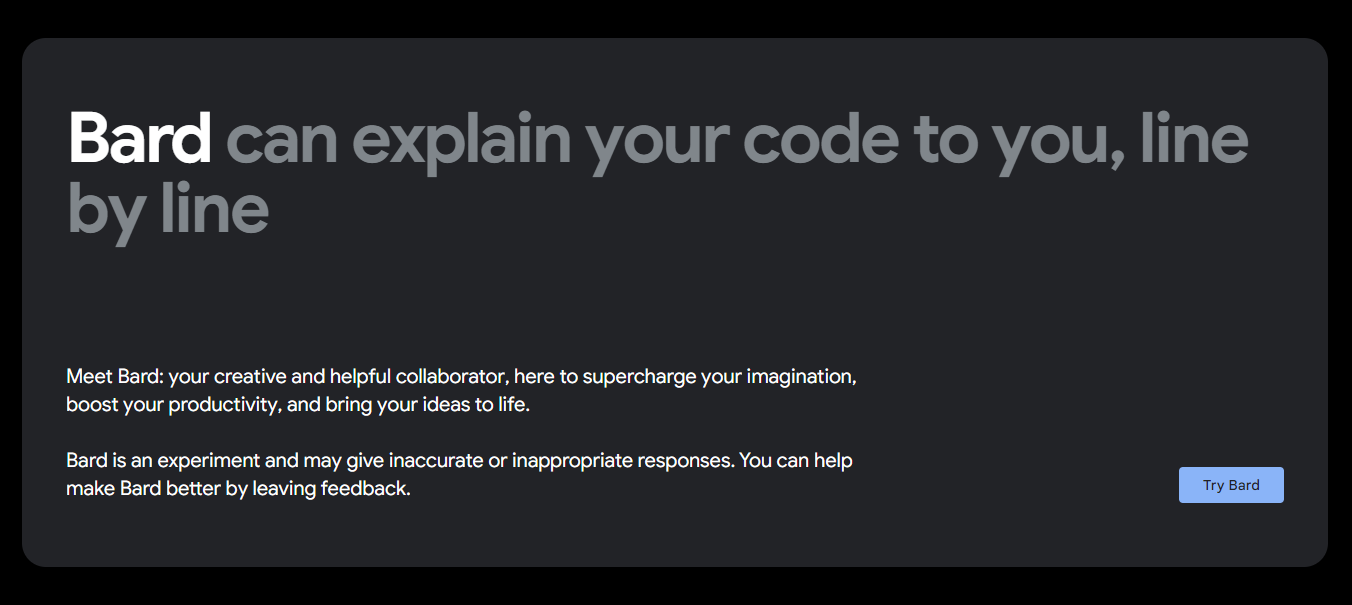 Bard can explain your code to you, line
by line
Meet Bard: your creative and helpful collaborator, here to supercharge your imagination,
boost your productivity, and bring your ideas to life.
Bard is an experiment and may give inaccurate or inappropriate responses. You can help
make Bard better by leaving feedback.
Try Bard